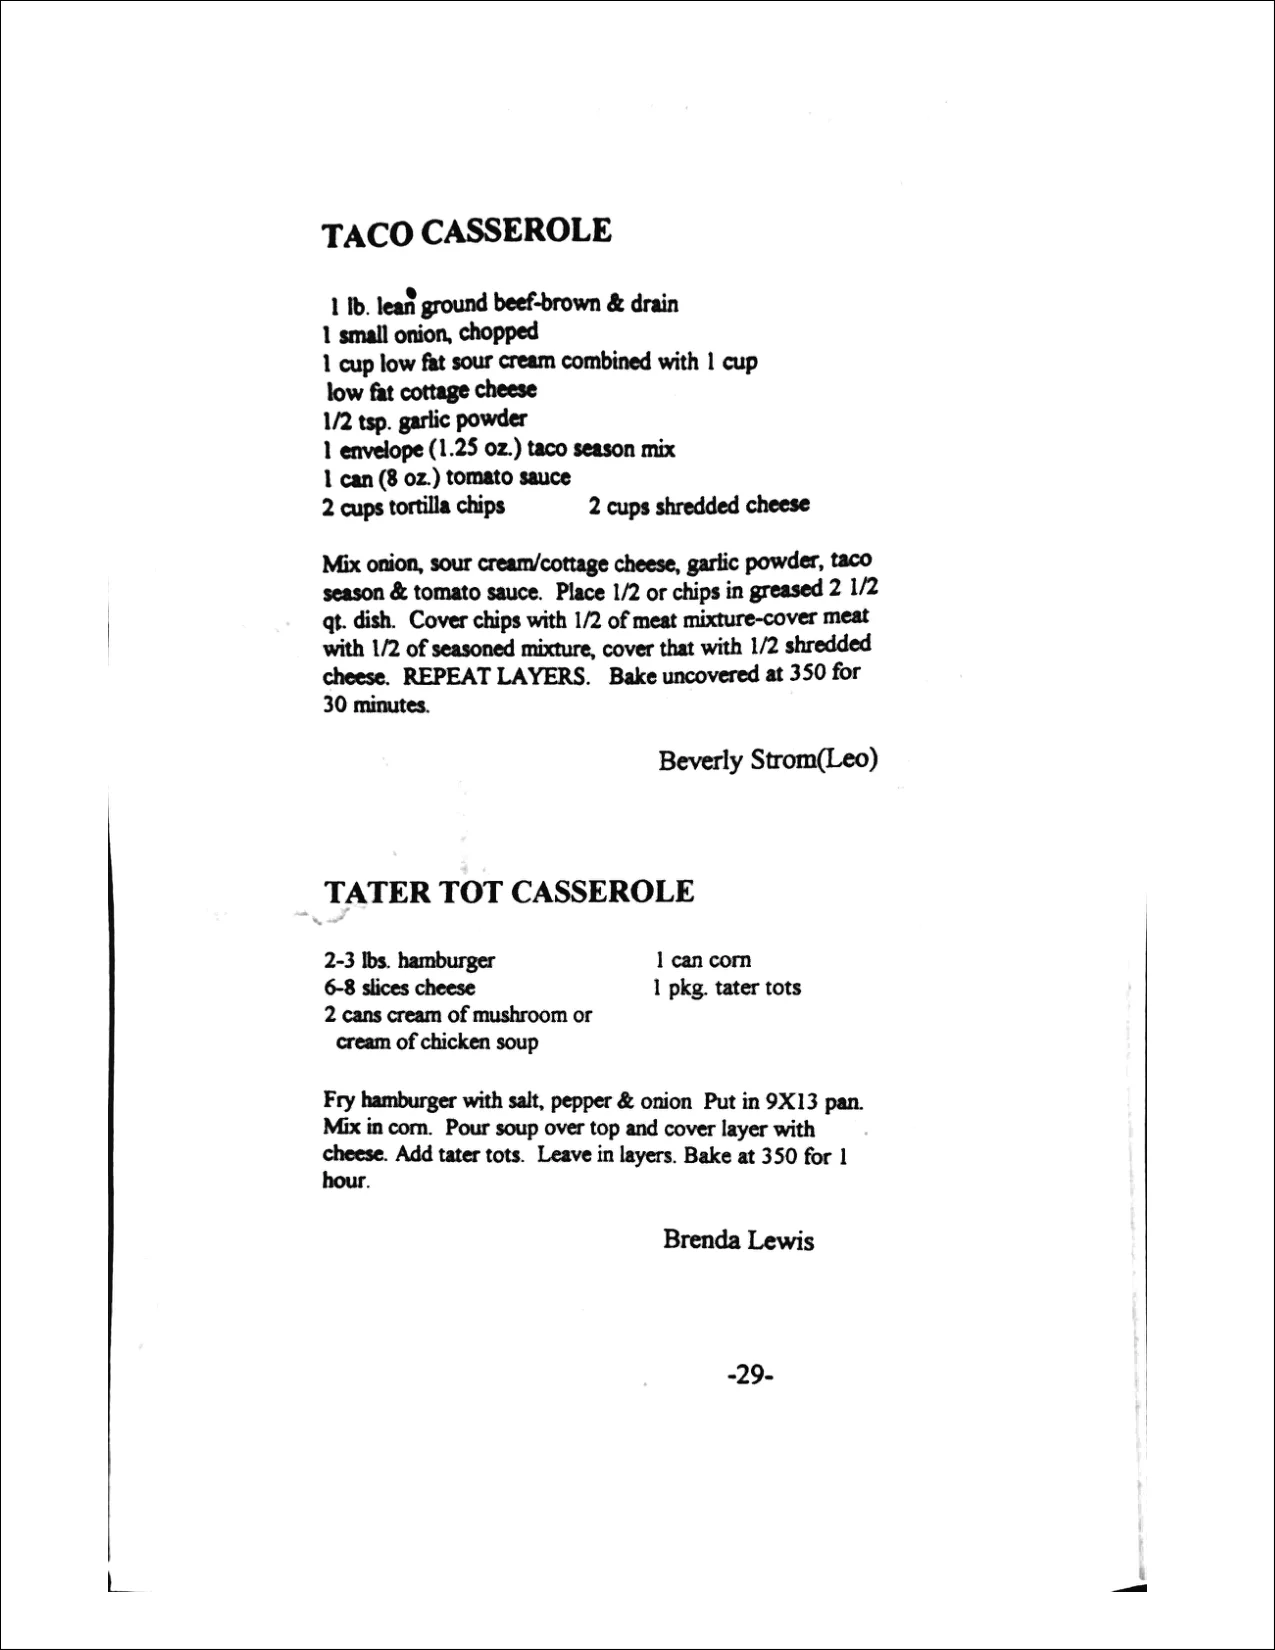 TACO CASSEROLE
1 lb. lean ground beef-brown & drain
1 small onion, chopped
1 cup low fat sour cream combined with 1 cup
low fat cottage cheese
1/2 tsp. garlic powder
1 envelope (1.25 oz.) taco season mix
1 can (8 oz.) tomato sauce
2 cups tortilla chips 2 cups shredded cheese
Mix onion, sour cream/cottage cheese, garlic powder, taco
season & tomato sauce. Place 1/2 or chips in greased 2 1/2
qt. dish. Cover chips with 1/2 of meat mixture-cover meat
with 1/2 of seasoned mixture, cover that with 1/2 shredded
cheese. REPEAT LAYERS. Bake uncovered at 350 for
30 minutes.
Beverly Strom(Leo)
TATER TOT CASSEROLE
2-3 lbs. hamburger 1 can corn
6-8 slices cheese 1 pkg. tater tots
2 cans cream of mushroom or
cream of chicken soup
Fry hamburger with salt, pepper & onion Put in 9X13 pan.
Mix in corn. Pour soup over top and cover layer with
cheese. Add tater tots. Leave in layers. Bake at 350 for 1
hour.
Brenda Lewis
-29-